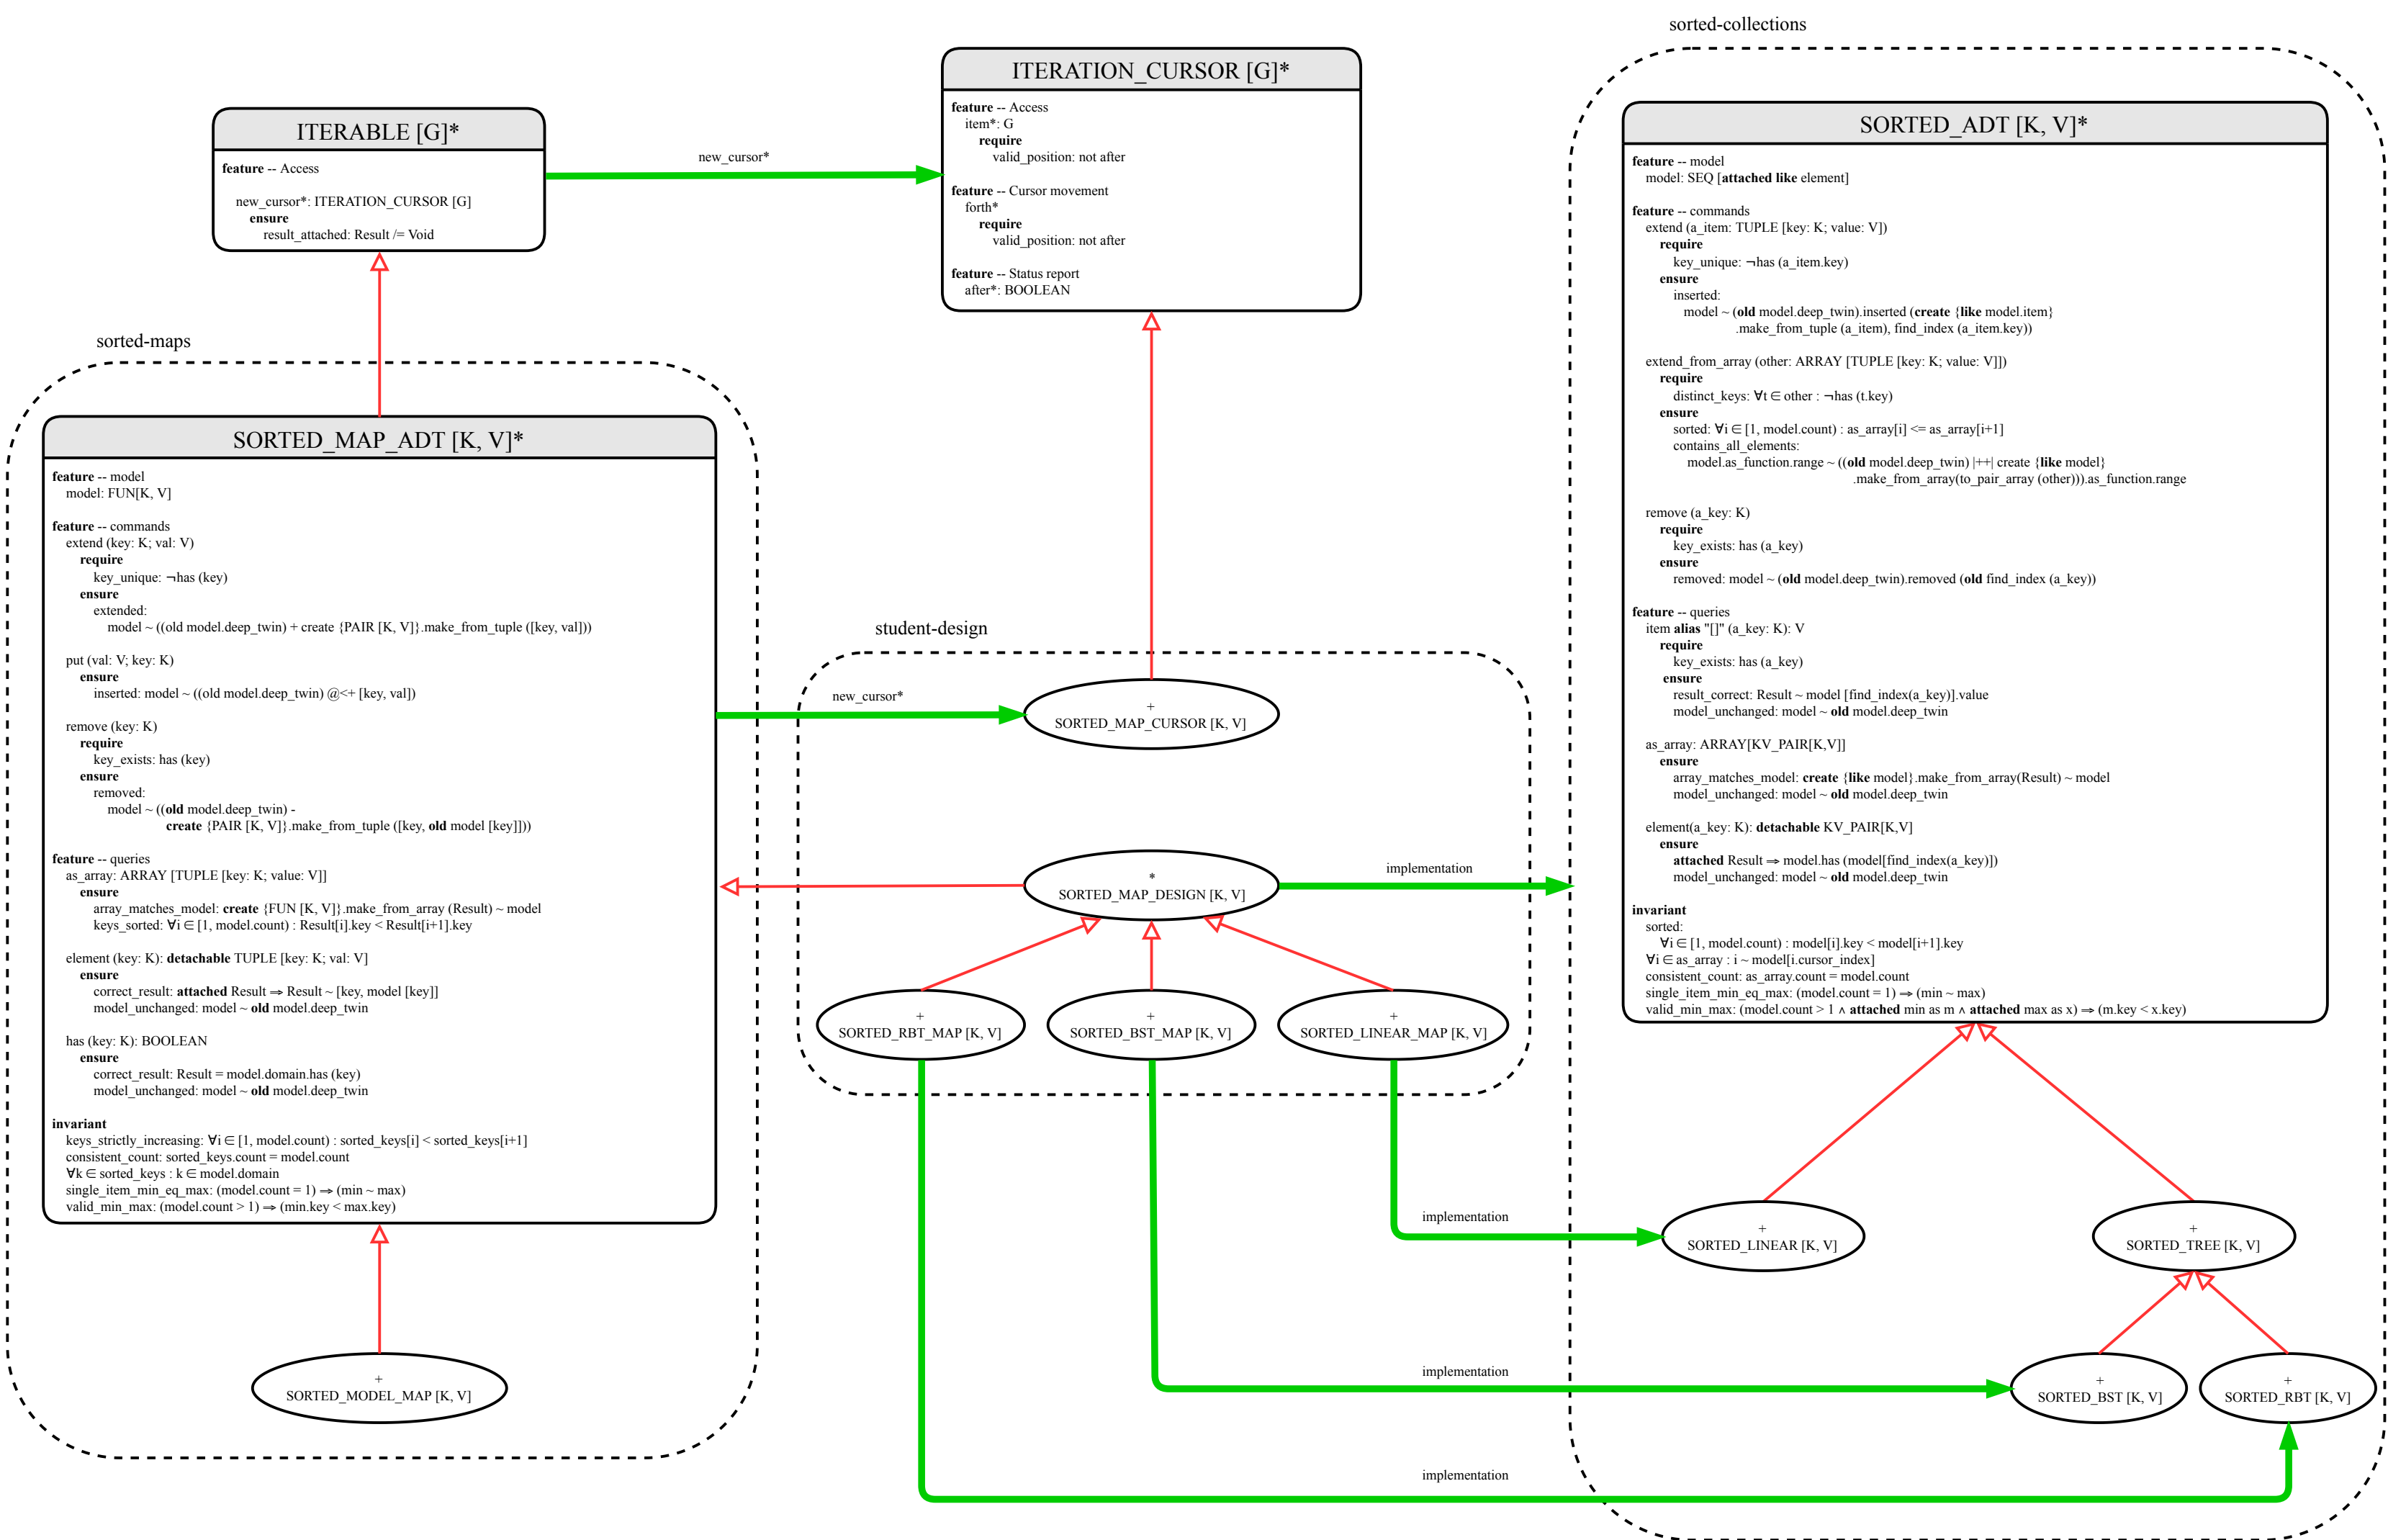 sorted-collections
ITERATION_CURSOR [G]*
feature -- Access
item*: G
require
valid_position: not after
feature -- Cursor movement
forth*
require
valid_position: not after
feature -- Status report
after*: BOOLEAN
ITERABLE [G]*
feature -- Access
new_cursor*: ITERATION_CURSOR [G]
ensure
result_attached: Result /= Void
new_cursor*
SORTED_ADT [K, V]*
feature -- model
model: SEQ [attached like element]
feature -- commands
extend (a_item: TUPLE [key: K; value: V])
require
key_unique: ¬has (a_item.key)
ensure
inserted:
model ~ (old model.deep_twin).inserted (create {like model.item}
.make_from_tuple (a_item), find_index (a_item.key))
extend_from_array (other: ARRAY [TUPLE [key: K; value: V]])
require
distinct_keys: ∀t ∈ other : ¬has (t.key)
ensure
sorted: ∀i ∈ [1, model.count) : as_array[i] <= as_array[i+1]
contains_all_elements:
model.as_function.range ~ ((old model.deep_twin) |++| create {like model}
.make_from_array(to_pair_array (other))).as_function.range
remove (a_key: K)
require
key_exists: has (a_key)
ensure
removed: model ~ (old model.deep_twin).removed (old find_index (a_key))
feature -- queries
item alias "[]" (a_key: K): V
require
key_exists: has (a_key)
ensure
result_correct: Result ~ model [find_index(a_key)].value
model_unchanged: model ~ old model.deep_twin
as_array: ARRAY[KV_PAIR[K,V]]
ensure
array_matches_model: create {like model}.make_from_array(Result) ~ model
model_unchanged: model ~ old model.deep_twin
element(a_key: K): detachable KV_PAIR[K,V]
ensure
attached Result ⇒ model.has (model[find_index(a_key)])
model_unchanged: model ~ old model.deep_twin
invariant
sorted:
∀i ∈ [1, model.count) : model[i].key < model[i+1].key
∀i ∈ as_array : i ~ model[i.cursor_index]
consistent_count: as_array.count = model.count
single_item_min_eq_max: (model.count = 1) ⇒ (min ~ max)
valid_min_max: (model.count > 1 ∧ attached min as m ∧ attached max as x) ⇒ (m.key < x.key)
sorted-maps
SORTED_MAP_ADT [K, V]*
feature -- model
model: FUN[K, V]
feature -- commands
extend (key: K; val: V)
require
key_unique: ¬has (key)
ensure
extended:
model ~ ((old model.deep_twin) + create {PAIR [K, V]}.make_from_tuple ([key, val]))
put (val: V; key: K)
ensure
inserted: model ~ ((old model.deep_twin) @<+ [key, val])
remove (key: K)
require
key_exists: has (key)
ensure
removed:
model ~ ((old model.deep_twin) -
create {PAIR [K, V]}.make_from_tuple ([key, old model [key]]))
feature -- queries
as_array: ARRAY [TUPLE [key: K; value: V]]
ensure
array_matches_model: create {FUN [K, V]}.make_from_array (Result) ~ model
keys_sorted: ∀i ∈ [1, model.count) : Result[i].key < Result[i+1].key
element (key: K): detachable TUPLE [key: K; val: V]
ensure
correct_result: attached Result ⇒ Result ~ [key, model [key]]
model_unchanged: model ~ old model.deep_twin
has (key: K): BOOLEAN
ensure
correct_result: Result = model.domain.has (key)
model_unchanged: model ~ old model.deep_twin
invariant
keys_strictly_increasing: ∀i ∈ [1, model.count) : sorted_keys[i] < sorted_keys[i+1]
consistent_count: sorted_keys.count = model.count
∀k ∈ sorted_keys : k ∈ model.domain
single_item_min_eq_max: (model.count = 1) ⇒ (min ~ max)
valid_min_max: (model.count > 1) ⇒ (min.key < max.key)
student-design
new_cursor*
+
SORTED_MAP_CURSOR [K, V]
*
SORTED_MAP_DESIGN [K, V]
implementation
+
SORTED_RBT_MAP [K, V]
+
SORTED_BST_MAP [K, V]
+
SORTED_LINEAR_MAP [K, V]
implementation
+
SORTED_LINEAR [K, V]
+
SORTED_TREE [K, V]
implementation
+
SORTED_BST [K, V]
+
SORTED_RBT [K, V]
+
SORTED_MODEL_MAP [K, V]
implementation